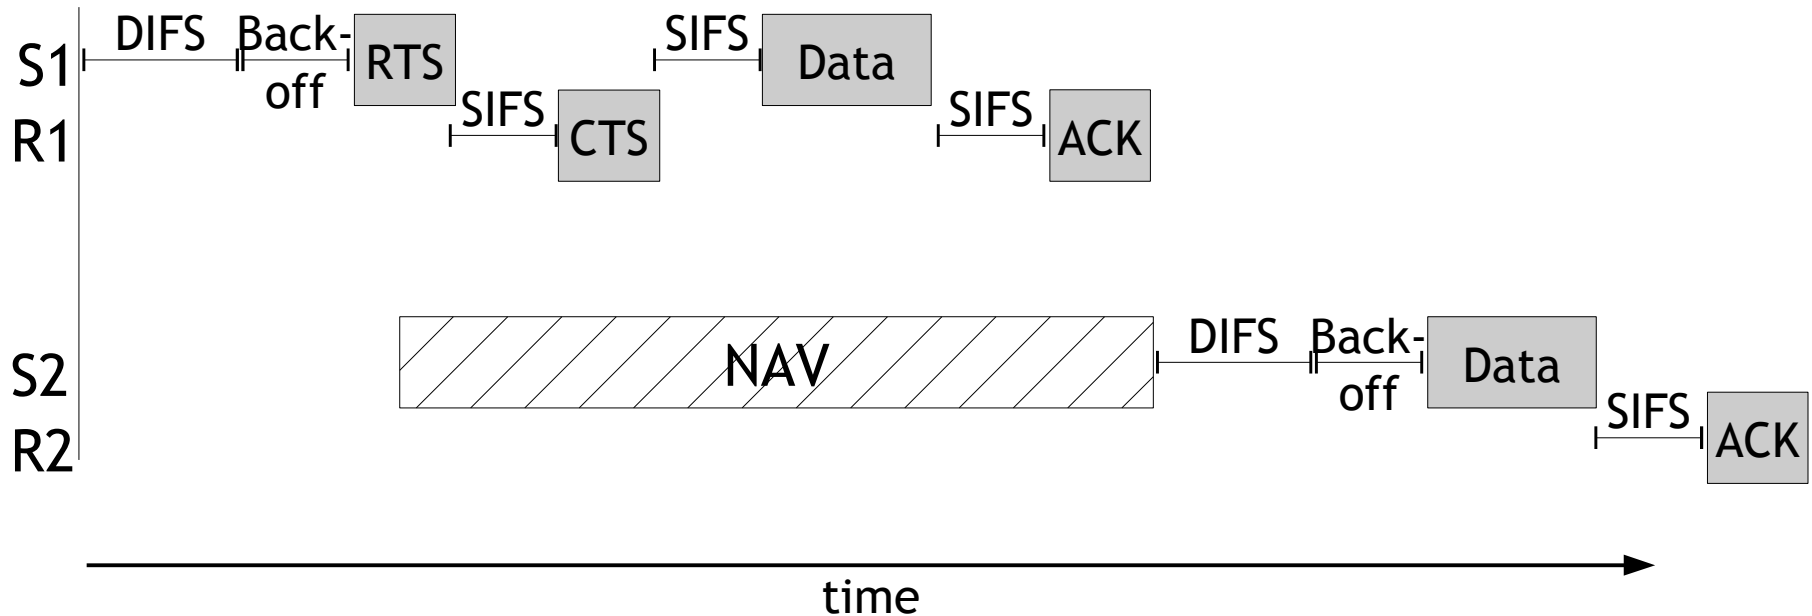 S1
DIFS
Back-
off
RTS
SIFS
Data
R1
SIFS
CTS
SIFS
ACK
S2
NAV
DIFS
Back-
off
Data
R2
SIFS
ACK
time